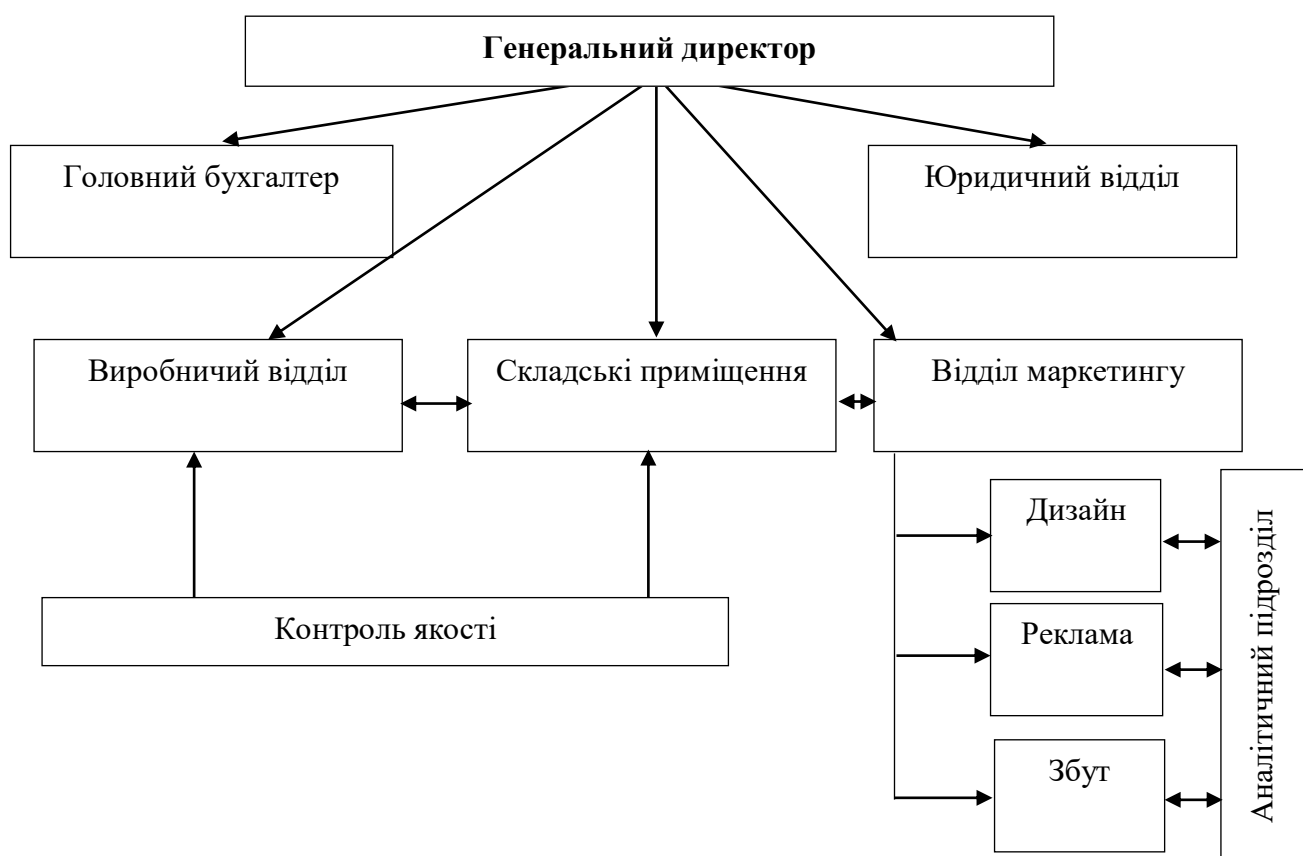 Генеральний директор
Головний бухгалтер
Юридичний відділ
Виробничий відділ
Складські приміщення
Відділ маркетингу
Дизайн
Реклама
Збут
Аналітичний підрозділ
Контроль якості